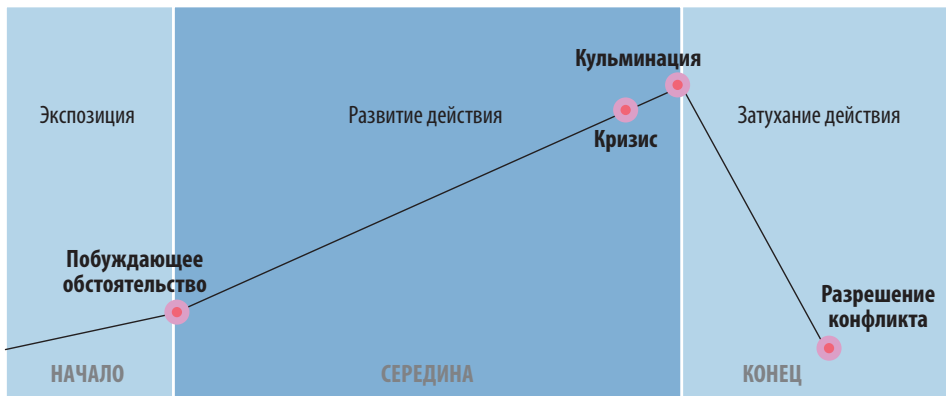 Кульминация
Экспозиция
Развитие действия
Затухание действия
Кризис
Побуждающее
обстоятельство
Разрешение
конфликта
НАЧАЛО
СЕРЕДИНА
КОНЕЦ